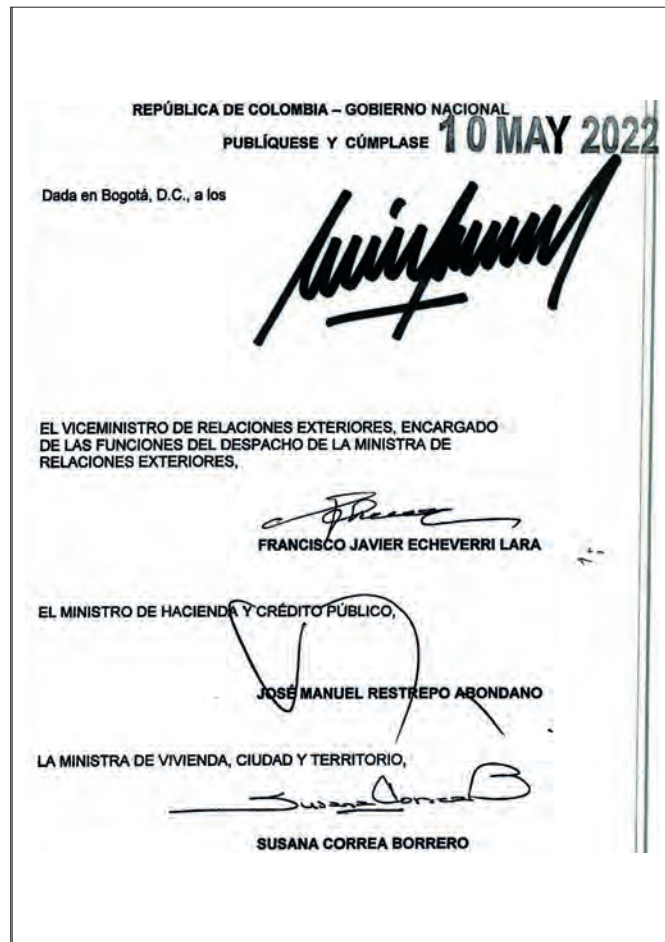 REPÚBLICA DE COLOMBIA – GOBIERNO NACIONAL
PUBLÍQUESE Y CÚMPLASE 10 MAY 2022
Dada en Bogotá, D.C., a los
EL VICEMINISTRO DE RELACIONES EXTERIORES, ENCARGADO
DE LAS FUNCIONES DEL DESPACHO DE LA MINISTRA DE
RELACIONES EXTERIORES,
FRANCISCO JAVIER ECHEVERRI LARA
EL MINISTRO DE HACIENDA Y CRÉDITO PÚBLICO,
JOSÉ MANUEL RESTREPO ABONDANO
LA MINISTRA DE VIVIENDA, CIUDAD Y TERRITORIO,
Susana Correa B
SUSANA CORREA BORRERO